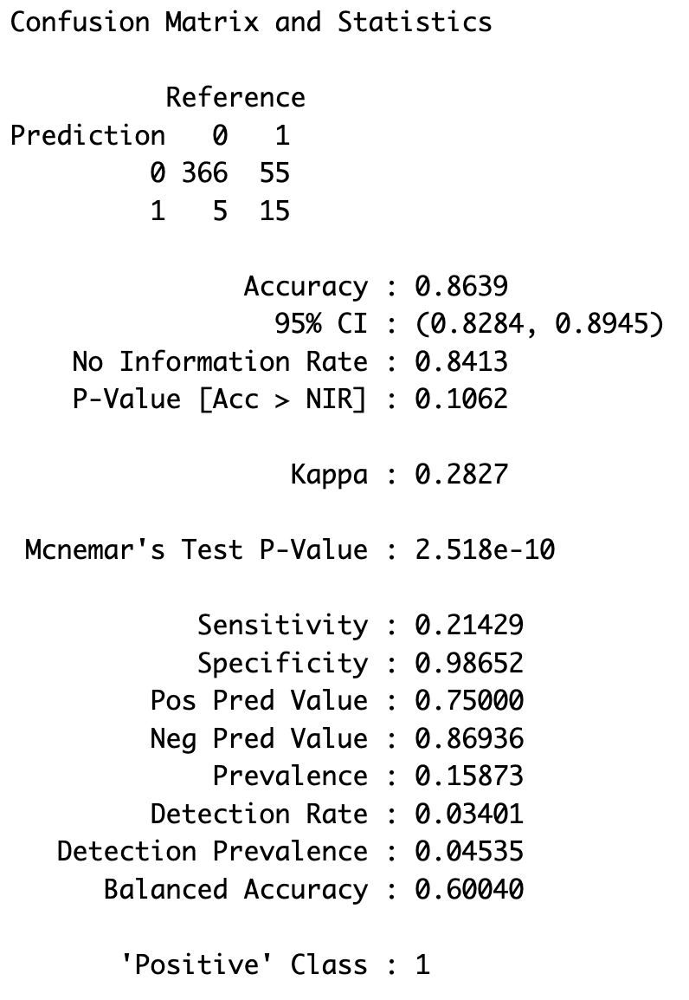 Confusion Matrix and Statistics
Reference
Prediction 0 1
0 366 55
1 5 15
Accuracy : 0.8639
95% CI : (0.8284, 0.8945)
No Information Rate : 0.8413
P-Value [Acc > NIR] : 0.1062
Kappa : 0.2827
Mcnemar's Test P-Value : 2.518e-10
Sensitivity : 0.21429
Specificity : 0.98652
Pos Pred Value : 0.75000
Neg Pred Value : 0.86936
Prevalence : 0.15873
Detection Rate : 0.03401
Detection Prevalence : 0.04535
Balanced Accuracy : 0.60040
'Positive' Class : 1